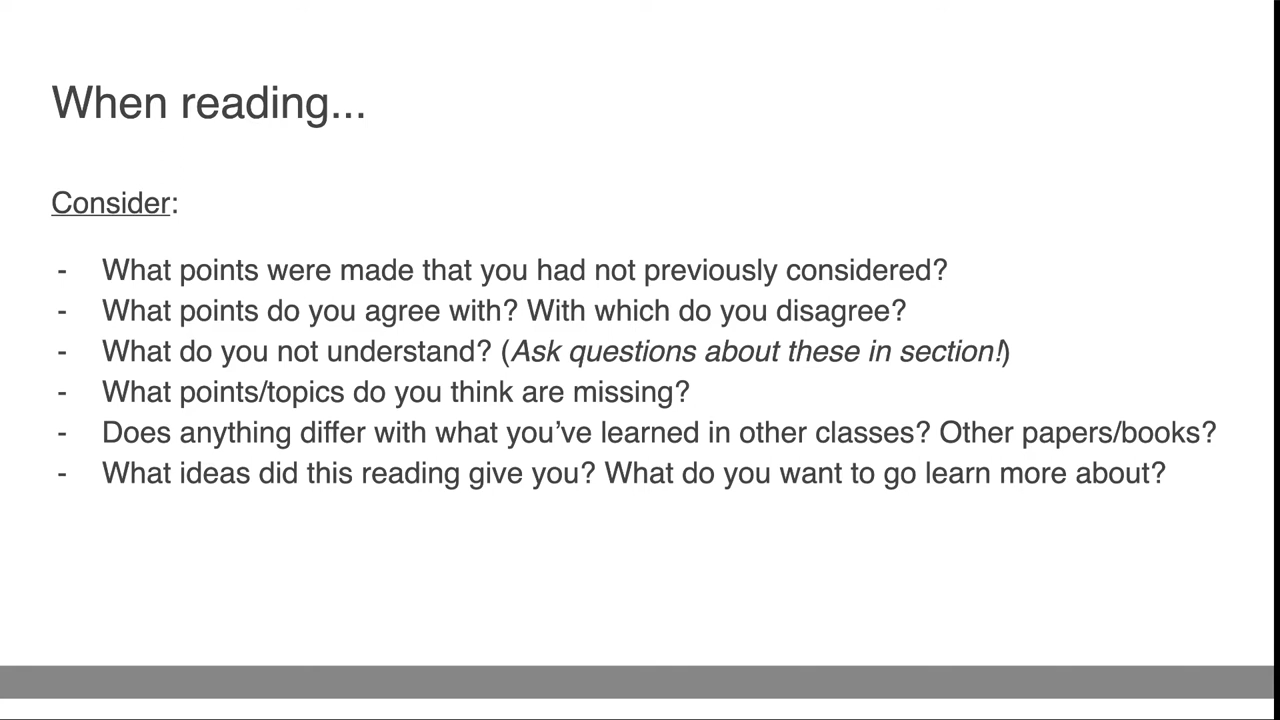 When reading...
Consider:
- What points were made that you had not previously considered?
- What points do you agree with? With which do you disagree?
- What do you not understand? (Ask questions about these in section!)
- What points/topics do you think are missing?
- Does anything differ with what you’ve learned in other classes? Other papers/books?
- What ideas did this reading give you? What do you want to go learn more about?